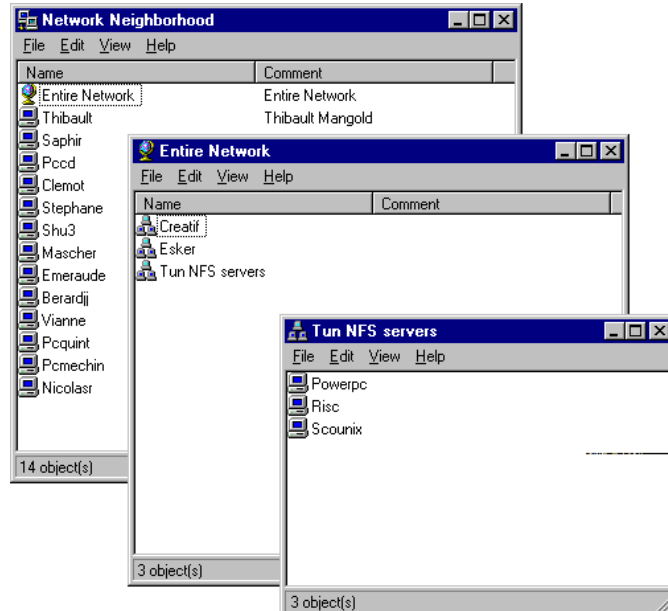 Network Neighborhood
File Edit View Help
Name Comment
Entire Network Entire Network
Thibault Thibault Mangold
Saphir
Pccd
Clemot
Stephane
Shu3
Mascher
Emeraude
Berardjj
Vianne
Pcquint
Pcmechin
Nicolasr
14 object(s)
Entire Network
File Edit View Help
Name Comment
Creatif
Esker
Tun NFS servers
3 object(s)
Tun NFS servers
File Edit View Help
Powerpc
Risc
Scounix
3 object(s)